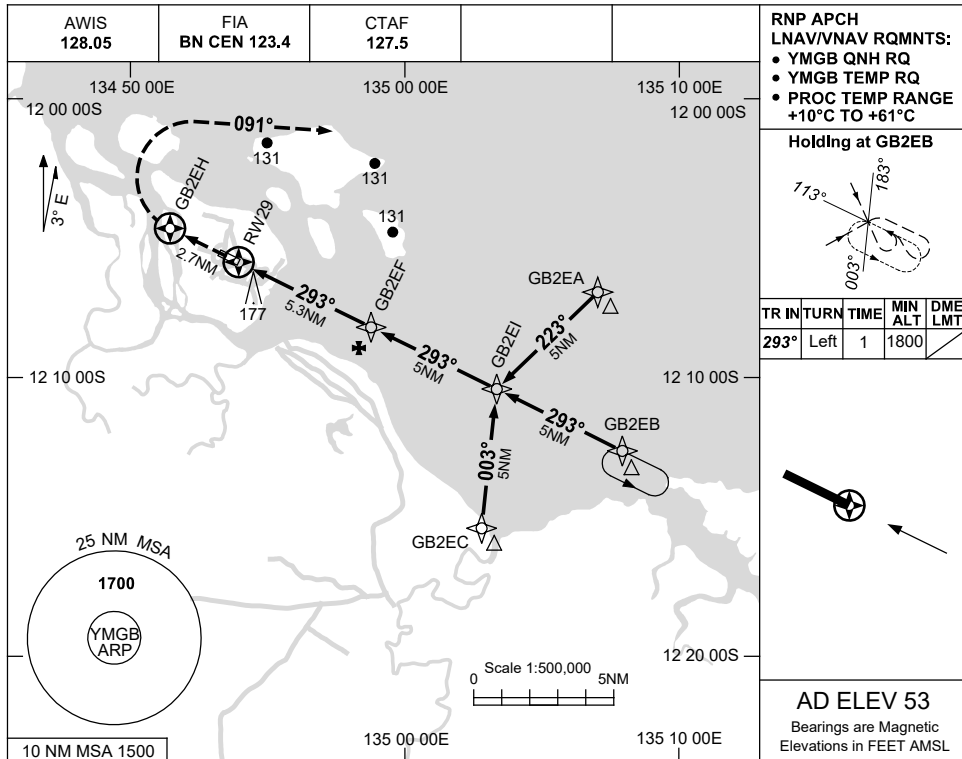 AWIS
128.05
FIA
BN CEN 123.4
CTAF
127.5
RNP APCH
LNAV/VNAV RQMNTS:
• YMGB QNH RQ
• YMGB TEMP RQ
• PROC TEMP RANGE
+10°C TO +61°C
134 50 00E
135 00 00E
135 10 00E
12 00 00S
12 00 00S
091°
131
131
131
3° E
GB2EH
RW29
2.7NM
177
293°
5.3NM
GB2EF
293°
5NM
GB2EI
GB2EA
223°
5NM
293°
5NM
GB2EB
003°
5NM
GB2EC
12 10 00S
12 10 00S
Holding at GB2EB
113°
183°
003°
TR IN
TURN
TIME
MIN ALT
DME LMT
293°
Left
1
1800
25 NM MSA
1700
YMGB
ARP
10 NM MSA 1500
Scale 1:500,000
0
5NM
12 20 00S
135 00 00E
135 10 00E
AD ELEV 53
Bearings are Magnetic
Elevations in FEET AMSL